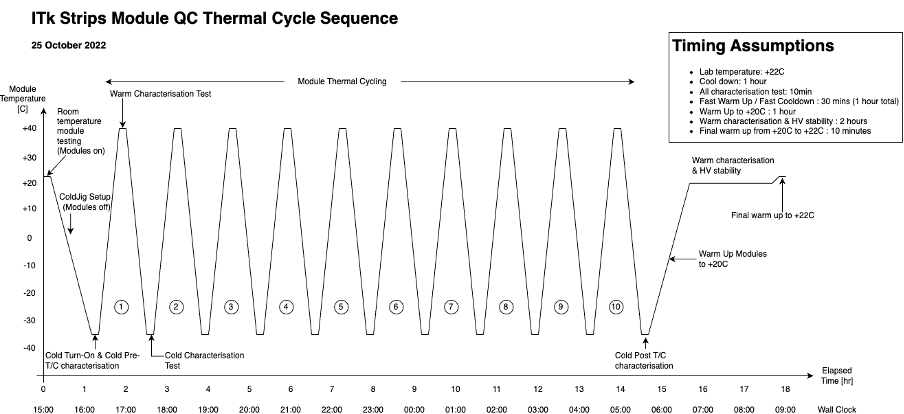 ITk Strips Module QC Thermal Cycle Sequence
25 October 2022
Timing Assumptions
• Lab temperature: +22C
• Cool down: 1 hour
• All characterisation test: 10min
• Fast Warm Up / Fast Cooldown : 30 mins (1 hour total)
• Warm Up to +20C : 1 hour
• Warm characterisation & HV stability : 2 hours
• Final warm up from +20C to +22C : 10 minutes
Module Thermal Cycling
Module
Temperature
[C]
Warm Characterisation Test
Room
temperature
module
testing
(Modules on)
ColdJig Setup
(Modules off)
+40
+30
+20
+10
0
-10
-20
-30
-40
Warm characterisation
& HV stability
Final warm up to +22C
Warm Up Modules
to +20C
1 2 3 4 5 6 7 8 9 10
Cold Turn-On & Cold Pre-
T/C characterisation
Cold Characterisation
Test
Cold Post T/C
characterisation
0 1 2 3 4 5 6 7 8 9 10 11 12 13 14 15 16 17 18
Elapsed
Time [hr]
15:00 16:00 17:00 18:00 19:00 20:00 21:00 22:00 23:00 00:00 01:00 02:00 03:00 04:00 05:00 06:00 07:00 08:00 09:00 Wall Clock